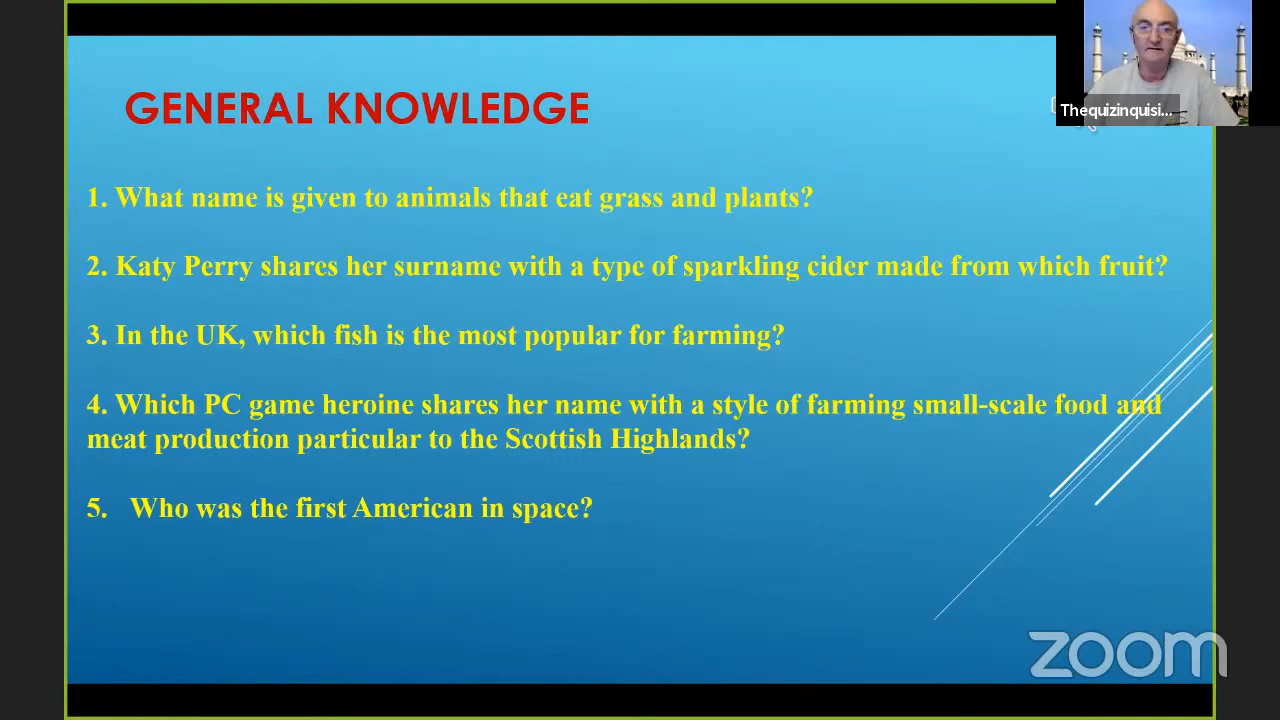 GENERAL KNOWLEDGE
Thequizinquisi...
1. What name is given to animals that eat grass and plants?
2. Katy Perry shares her surname with a type of sparkling cider made from which fruit?
3. In the UK, which fish is the most popular for farming?
4. Which PC game heroine shares her name with a style of farming small-scale food and
meat production particular to the Scottish Highlands?
5. Who was the first American in space?
zoom